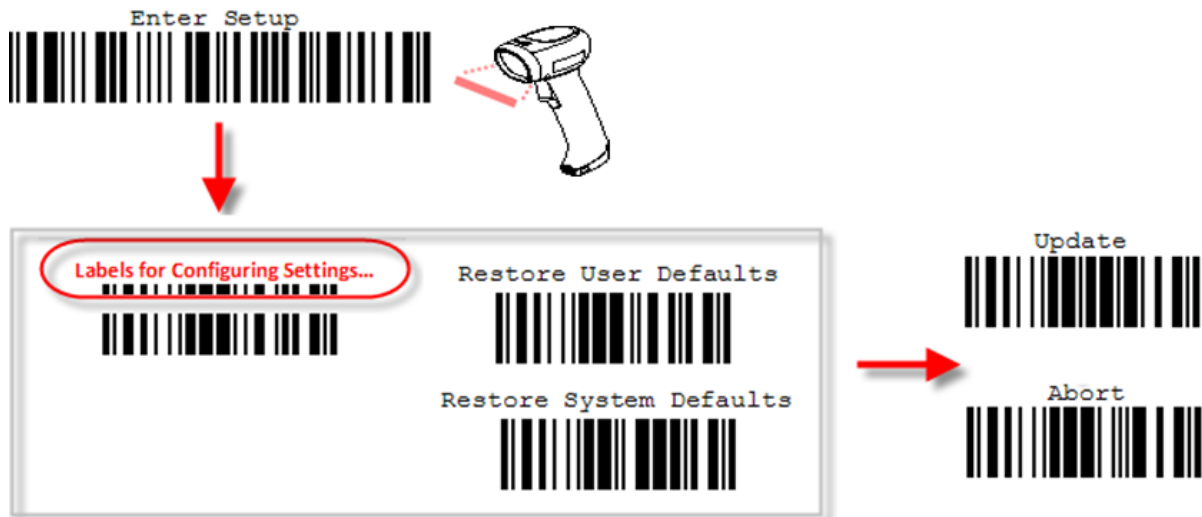 Enter Setup
Labels for Configuring Settings...
Restore User Defaults
Restore System Defaults
Update
Abort